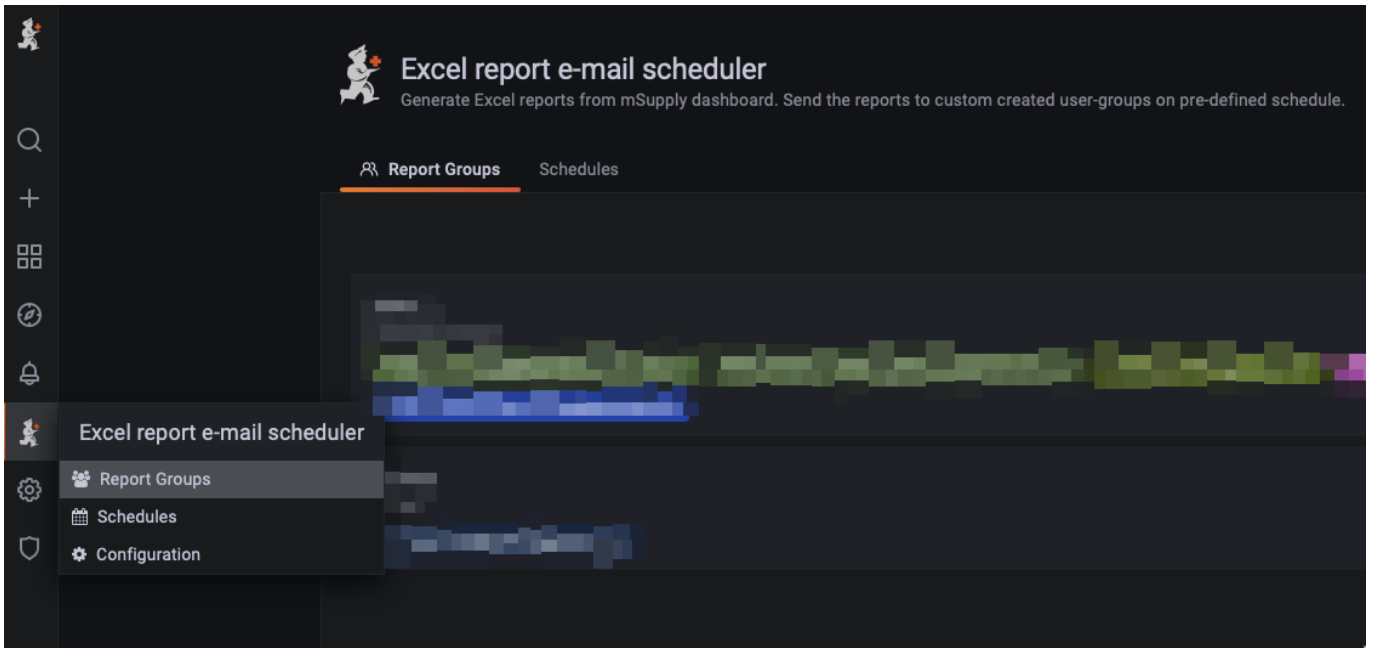 Excel report e-mail scheduler
Generate Excel reports from mSupply dashboard. Send the reports to custom created user-groups on pre-defined schedule.
Report Groups
Schedules
Excel report e-mail scheduler
Report Groups
Schedules
Configuration